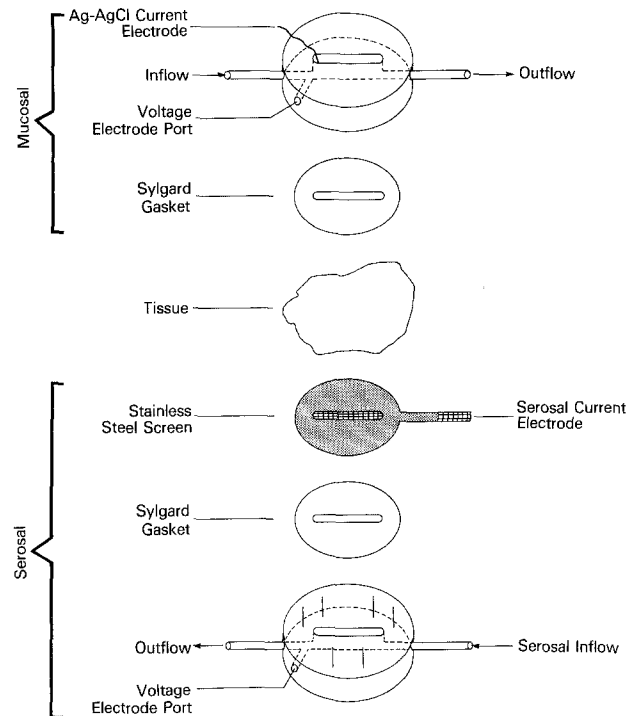 Ag-AgCl Current
Electrode
Inflow
Outflow
Voltage
Electrode Port
Mucosal
Sylgard
Gasket
Tissue
Stainless
Steel Screen
Serosal Current
Electrode
Sylgard
Gasket
Serosal
Outflow
Serosal Inflow
Voltage
Electrode Port